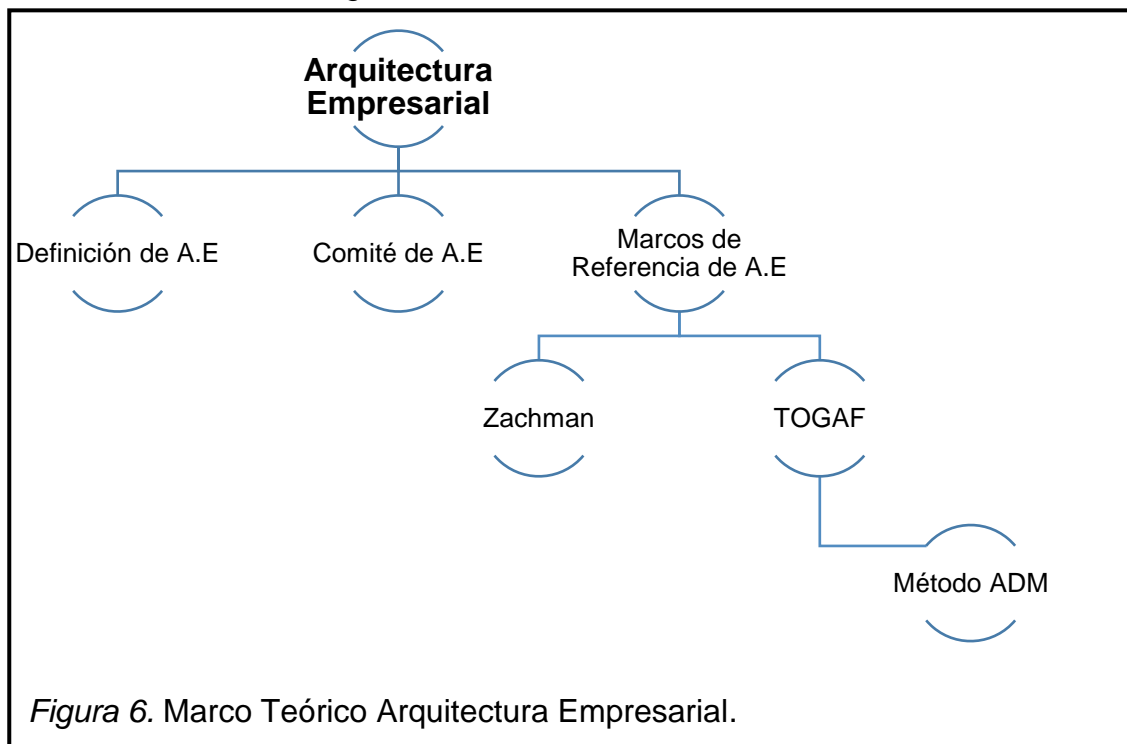 Arquitectura
Empresarial
Definición de A.E
Comité de A.E
Marcos de
Referencia de A.E
Zachman
TOGAF
Método ADM
Figura 6. Marco Teórico Arquitectura Empresarial.